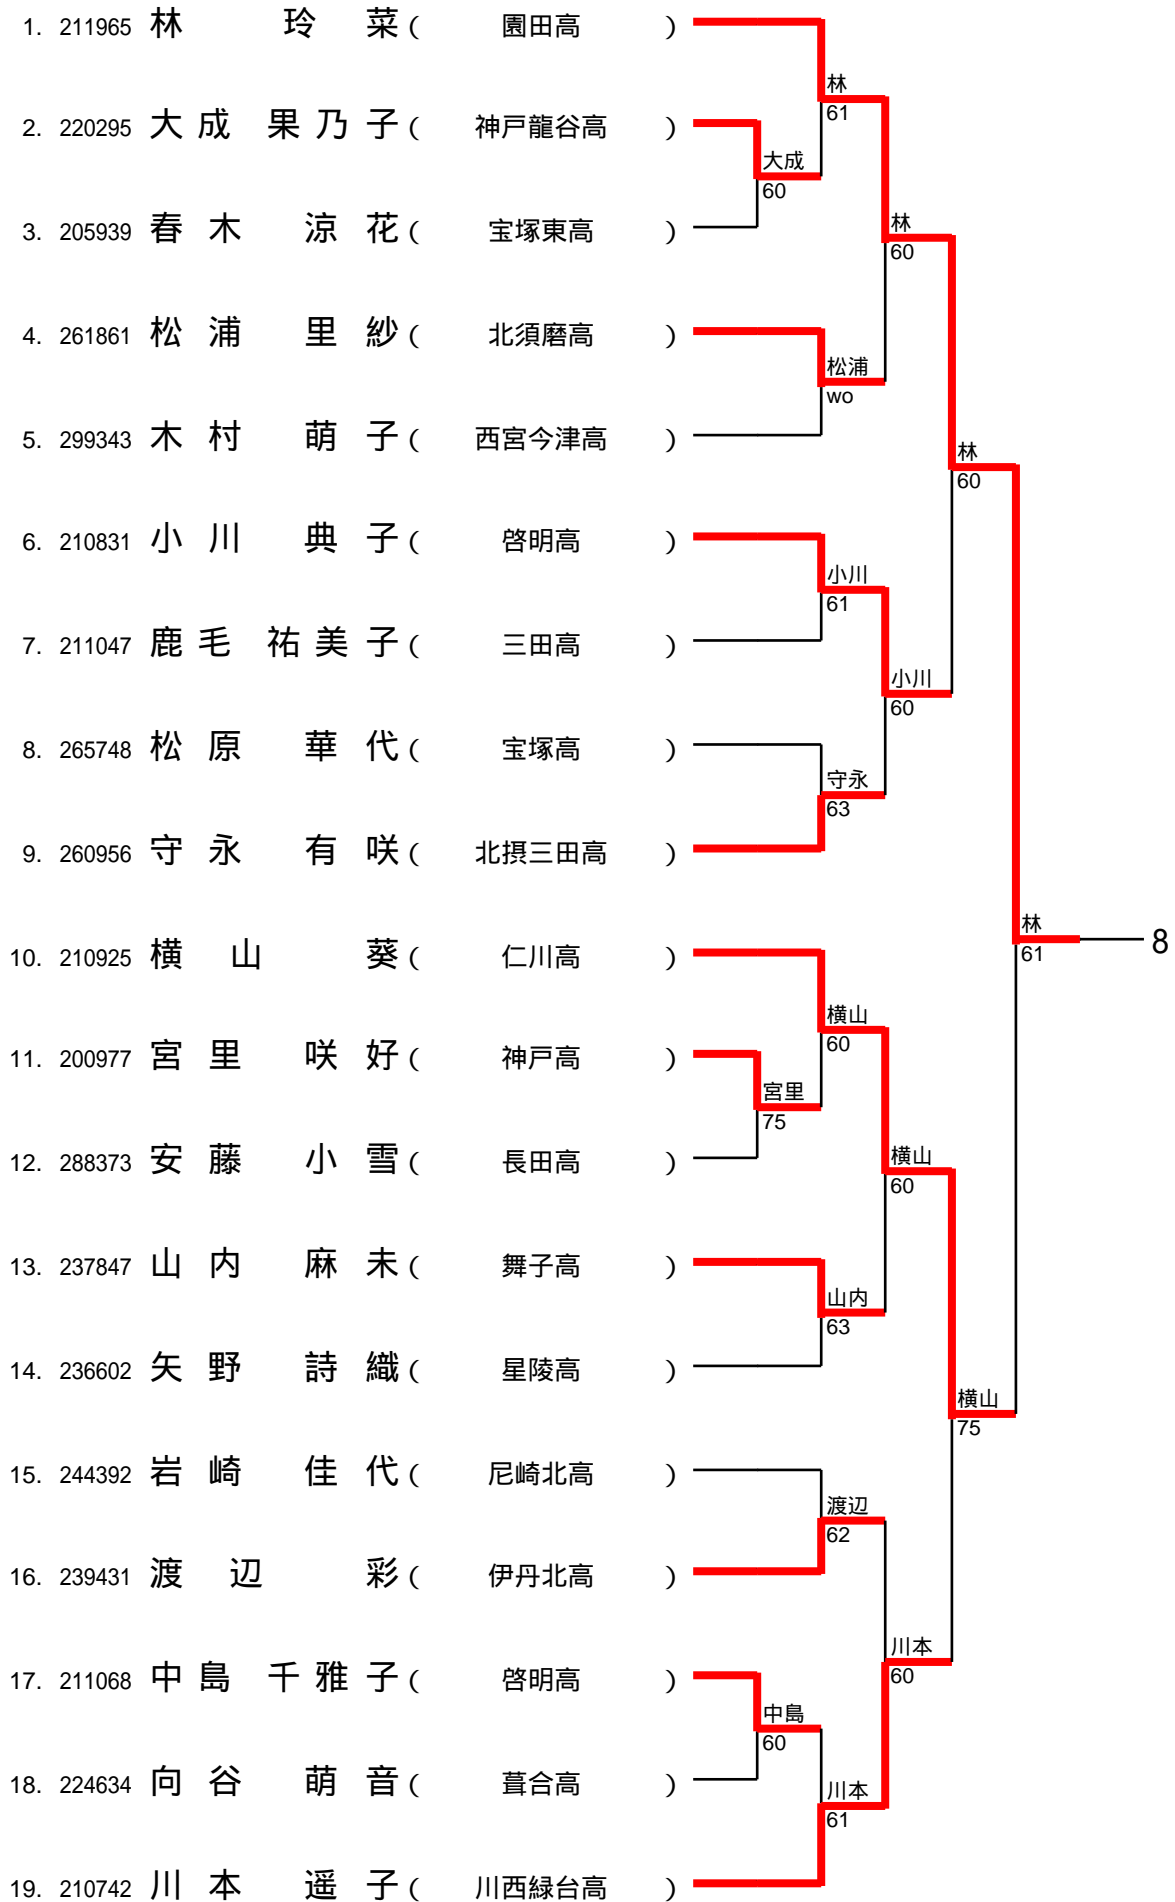 1. 211965 林 玲 菜 ( 園田高 )
林
61
2. 220295 大 成 果 乃 子 ( 神戸龍谷高 )
大成
60
3. 205939 春 木 涼 花 ( 宝塚東高 )
林
60
4. 261861 松 浦 里 紗 ( 北須磨高 )
松浦
wo
5. 299343 木 村 萌 子 ( 西宮今津高 )
林
60
6. 210831 小 川 典 子 ( 啓明高 )
小川
61
7. 211047 鹿 毛 祐 美 子 ( 三田高 )
小川
60
8. 265748 松 原 華 代 ( 宝塚高 )
守永
63
9. 260956 守 永 有 咲 ( 北摂三田高 )
林
61
8
10. 210925 横 山 葵 ( 仁川高 )
横山
60
11. 200977 宮 里 咲 好 ( 神戸高 )
宮里
75
12. 288373 安 藤 小 雪 ( 長田高 )
横山
60
13. 237847 山 内 麻 未 ( 舞子高 )
山内
63
14. 236602 矢 野 詩 織 ( 星陵高 )
横山
75
15. 244392 岩 崎 佳 代 ( 尼崎北高 )
渡辺
62
16. 239431 渡 辺 彩 ( 伊丹北高 )
川本
60
17. 211068 中 島 千 雅 子 ( 啓明高 )
中島
60
18. 224634 向 谷 萌 音 ( 葺合高 )
川本
61
19. 210742 川 本 遥 子 ( 川西緑台高 )